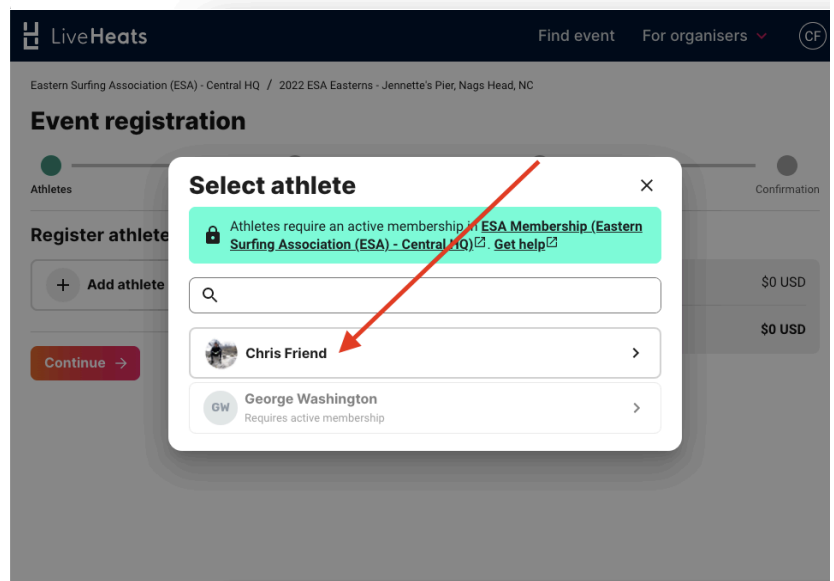 LiveHeats
Find event
For organisers
CF
Eastern Surfing Association (ESA) - Central HQ / 2022 ESA Easterns - Jennette's Pier, Nags Head, NC
Event registration
Athletes
Confirmation
Register athlete
+ Add athlete
Continue →
$0 USD
$0 USD
Select athlete
Athletes require an active membership in ESA Membership (Eastern
Surfing Association (ESA) - Central HQ). Get help
Chris Friend
GW
George Washington
Requires active membership